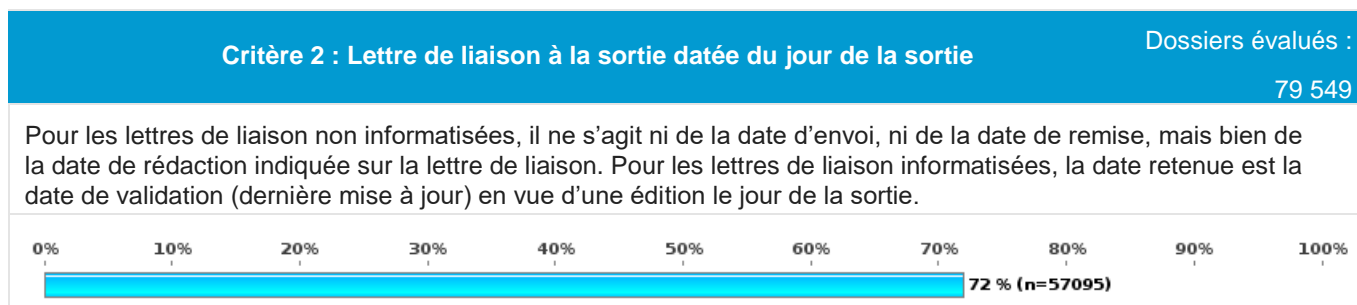 Critère 2 : Lettre de liaison à la sortie datée du jour de la sortie
Dossiers évalués :
79 549
Pour les lettres de liaison non informatisées, il ne s’agit ni de la date d’envoi, ni de la date de remise, mais bien de
la date de rédaction indiquée sur la lettre de liaison. Pour les lettres de liaison informatisées, la date retenue est la
date de validation (dernière mise à jour) en vue d’une édition le jour de la sortie.
0% 10% 20% 30% 40% 50% 60% 70% 80% 90% 100%
72 % (n=57095)